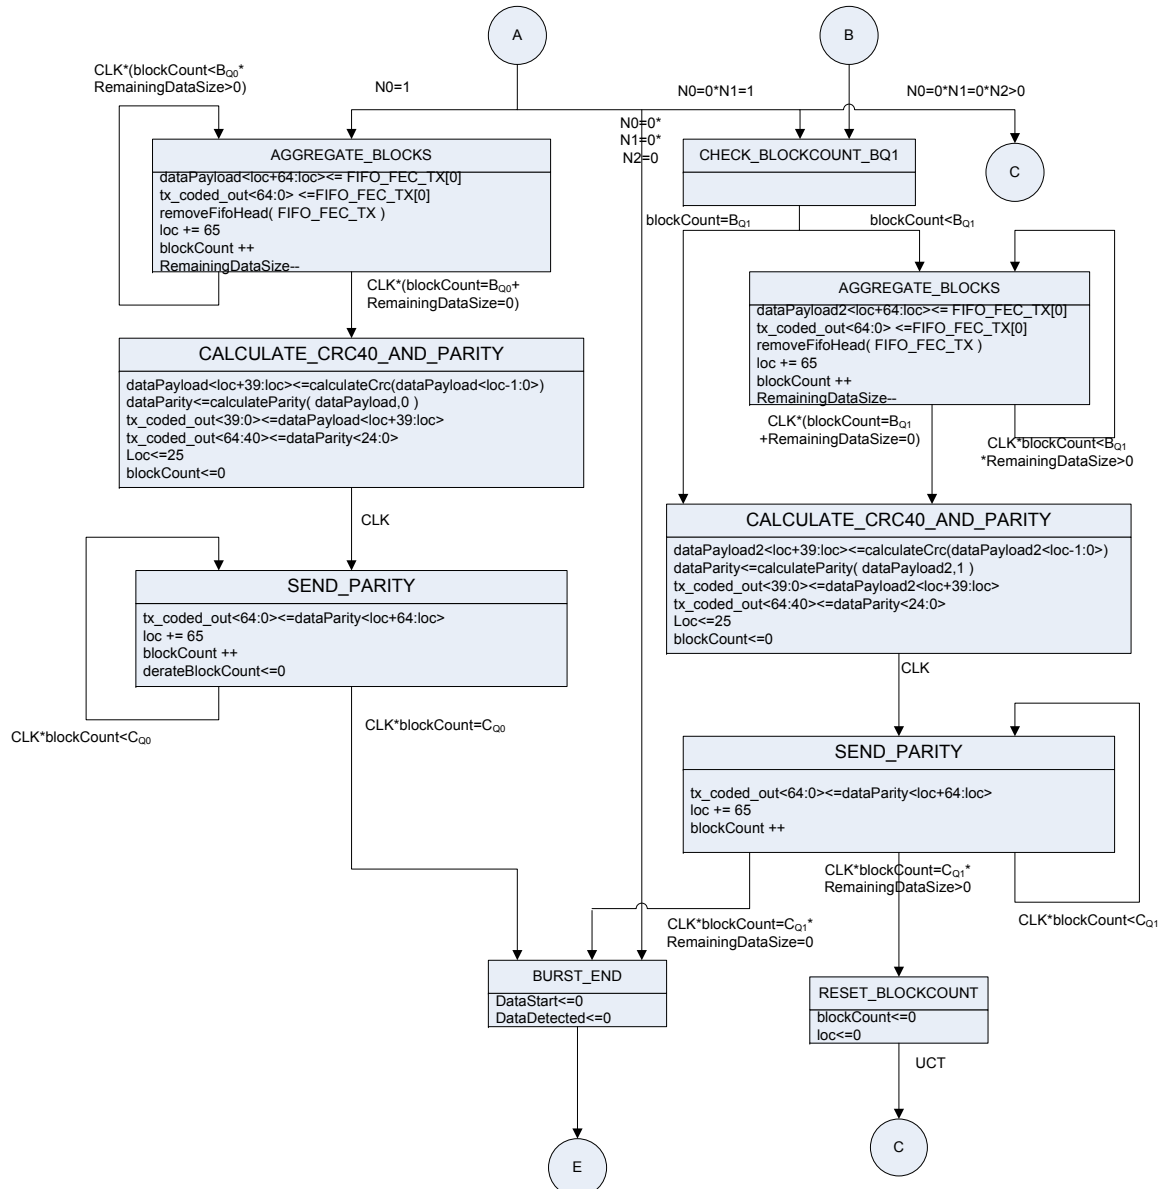 A
B
CLK*(blockCount<BQ0*
RemainingDataSize>0)
N0=1
N0=0*N1=1
N0=0*N1=0*N2>0
N0=0*
N1=0*
N2=0
AGGREGATE_BLOCKS
dataPayload<loc+64:loc><= FIFO_FEC_TX[0]
tx_coded_out<64:0> <=FIFO_FEC_TX[0]
removeFifoHead( FIFO_FEC_TX )
loc += 65
blockCount ++
RemainingDataSize--
CHECK_BLOCKCOUNT_BQ1
C
blockCount=BQ1
blockCount<BQ1
CLK*(blockCount=BQ0+
RemainingDataSize=0)
AGGREGATE_BLOCKS
dataPayload2<loc+64:loc><= FIFO_FEC_TX[0]
tx_coded_out<64:0> <=FIFO_FEC_TX[0]
removeFifoHead( FIFO_FEC_TX )
loc += 65
blockCount ++
RemainingDataSize--
CALCULATE_CRC40_AND_PARITY
dataPayload<loc+39:loc><=calculateCrc(dataPayload<loc-1:0>)
dataParity<=calculateParity( dataPayload,0 )
tx_coded_out<39:0><=dataPayload<loc+39:loc>
tx_coded_out<64:40><=dataParity<24:0>
Loc<=25
blockCount<=0
CLK*(blockCount=BQ1
+RemainingDataSize=0)
CLK*blockCount<BQ1
*RemainingDataSize>0
CLK
CALCULATE_CRC40_AND_PARITY
dataPayload2<loc+39:loc><=calculateCrc(dataPayload2<loc-1:0>)
dataParity<=calculateParity( dataPayload2,1 )
tx_coded_out<39:0><=dataPayload2<loc+39:loc>
tx_coded_out<64:40><=dataParity<24:0>
Loc<=25
blockCount<=0
SEND_PARITY
tx_coded_out<64:0><=dataParity<loc+64:loc>
loc += 65
blockCount ++
derateBlockCount<=0
CLK
CLK*blockCount<CQ0
CLK*blockCount=CQ0
SEND_PARITY
tx_coded_out<64:0><=dataParity<loc+64:loc>
loc += 65
blockCount ++
CLK*blockCount=CQ1*
RemainingDataSize>0
CLK*blockCount<CQ1
CLK*blockCount=CQ1*
RemainingDataSize=0
BURST_END
DataStart<=0
DataDetected<=0
RESET_BLOCKCOUNT
blockCount<=0
loc<=0
UCT
C
E